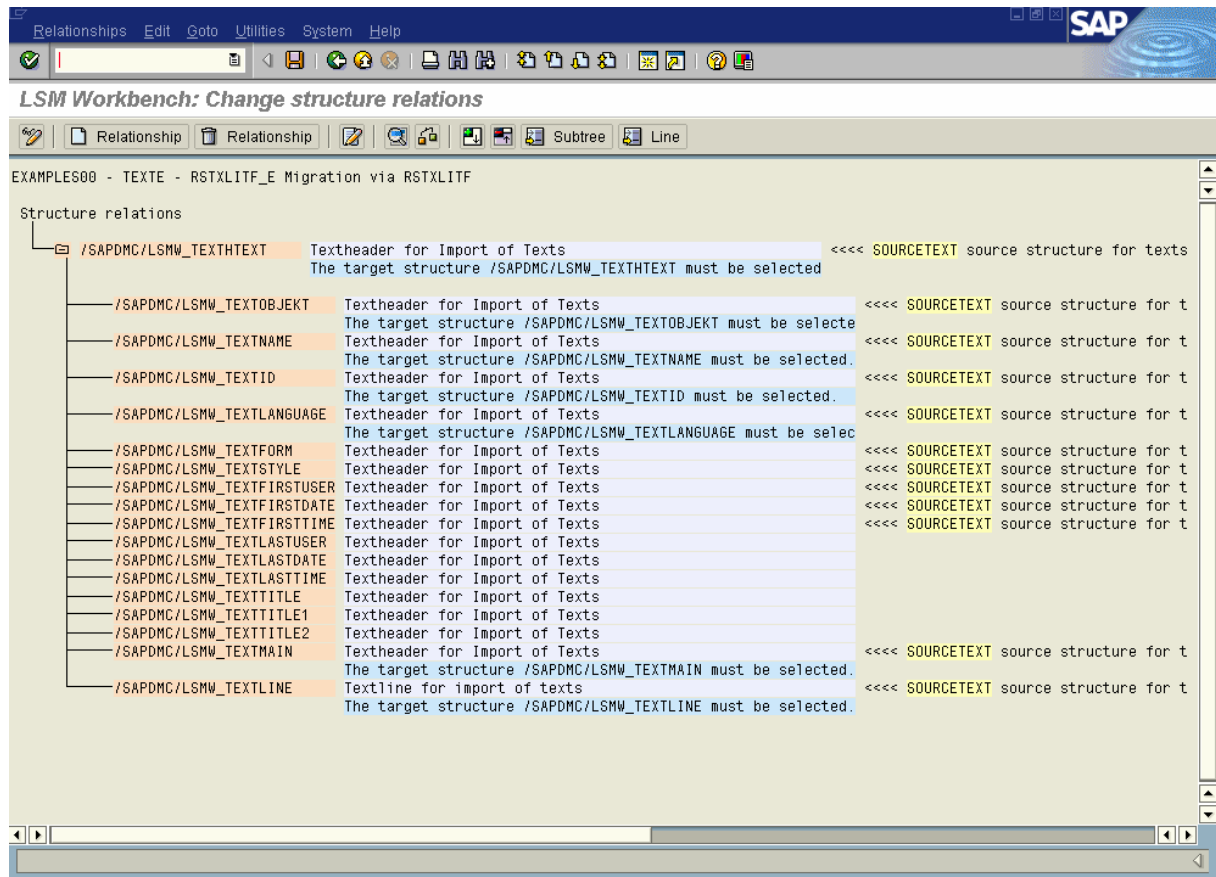 Relationships Edit Goto Utilities System Help
SAP
LSM Workbench: Change structure relations
Relationship Relationship Subtree Line
EXAMPLES00 - TEXTE - RSTXLITF_E Migration via RSTXLITF
Structure relations
/SAPDMC/LSMW_TEXTHTEXT Textheader for Import of Texts <<<< SOURCETEXT source structure for texts
The target structure /SAPDMC/LSMW_TEXTHTEXT must be selected
/SAPDMC/LSMW_TEXTOBJEKT Textheader for Import of Texts <<<< SOURCETEXT source structure for t
The target structure /SAPDMC/LSMW_TEXTOBJEKT must be selecte
/SAPDMC/LSMW_TEXTNAME Textheader for Import of Texts <<<< SOURCETEXT source structure for t
The target structure /SAPDMC/LSMW_TEXTNAME must be selected.
/SAPDMC/LSMW_TEXTID Textheader for Import of Texts <<<< SOURCETEXT source structure for t
The target structure /SAPDMC/LSMW_TEXTID must be selected.
/SAPDMC/LSMW_TEXTLANGUAGE Textheader for Import of Texts <<<< SOURCETEXT source structure for t
The target structure /SAPDMC/LSMW_TEXTLANGUAGE must be selec
/SAPDMC/LSMW_TEXTFORM Textheader for Import of Texts <<<< SOURCETEXT source structure for t
/SAPDMC/LSMW_TEXTSTYLE Textheader for Import of Texts <<<< SOURCETEXT source structure for t
/SAPDMC/LSMW_TEXTFIRSTUSER Textheader for Import of Texts <<<< SOURCETEXT source structure for t
/SAPDMC/LSMW_TEXTFIRSTDATE Textheader for Import of Texts <<<< SOURCETEXT source structure for t
/SAPDMC/LSMW_TEXTFIRSTTIME Textheader for Import of Texts <<<< SOURCETEXT source structure for t
/SAPDMC/LSMW_TEXTLASTUSER Textheader for Import of Texts
/SAPDMC/LSMW_TEXTLASTDATE Textheader for Import of Texts
/SAPDMC/LSMW_TEXTLASTTIME Textheader for Import of Texts
/SAPDMC/LSMW_TEXTTITLE Textheader for Import of Texts
/SAPDMC/LSMW_TEXTTITLE1 Textheader for Import of Texts
/SAPDMC/LSMW_TEXTTITLE2 Textheader for Import of Texts
/SAPDMC/LSMW_TEXTMAIN Textheader for Import of Texts <<<< SOURCETEXT source structure for t
The target structure /SAPDMC/LSMW_TEXTMAIN must be selected.
/SAPDMC/LSMW_TEXTLINE Textline for import of texts <<<< SOURCETEXT source structure for t
The target structure /SAPDMC/LSMW_TEXTLINE must be selected.